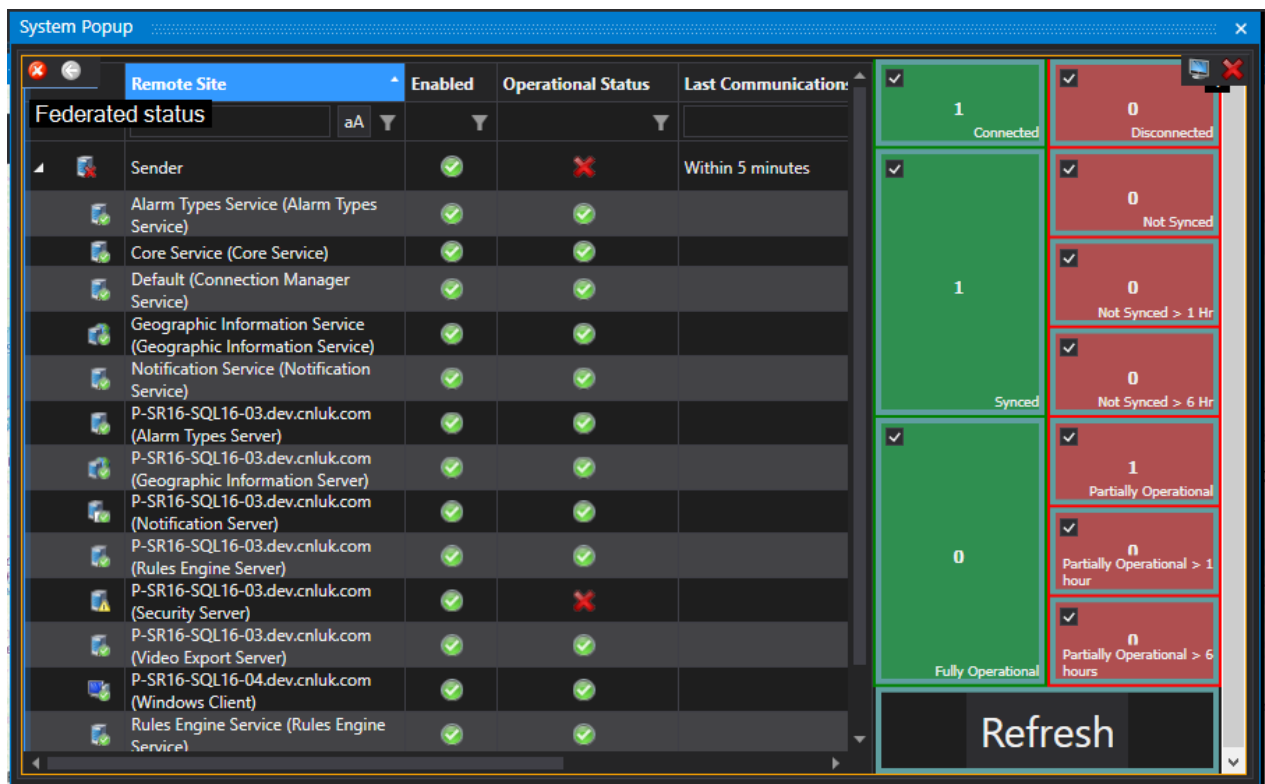 System Popup
Remote Site
Enabled
Operational Status
Last Communication
Federated status
aA
Sender
Within 5 minutes
Alarm Types Service (Alarm Types
Service)
Core Service (Core Service)
Default (Connection Manager
Service)
Geographic Information Service
(Geographic Information Service)
Notification Service (Notification
Service)
P-SR16-SQL16-03.dev.cnluk.com
(Alarm Types Server)
P-SR16-SQL16-03.dev.cnluk.com
(Geographic Information Server)
P-SR16-SQL16-03.dev.cnluk.com
(Notification Server)
P-SR16-SQL16-03.dev.cnluk.com
(Rules Engine Server)
P-SR16-SQL16-03.dev.cnluk.com
(Security Server)
P-SR16-SQL16-03.dev.cnluk.com
(Video Export Server)
P-SR16-SQL16-04.dev.cnluk.com
(Windows Client)
Rules Engine Service (Rules Engine
Service)
1
Connected
0
Disconnected
0
Not Synced
1
Synced
0
Not Synced > 1 Hr
0
Not Synced > 6 Hr
1
Partially Operational
0
Fully Operational
0
Partially Operational > 1
hour
0
Partially Operational > 6
hours
Refresh